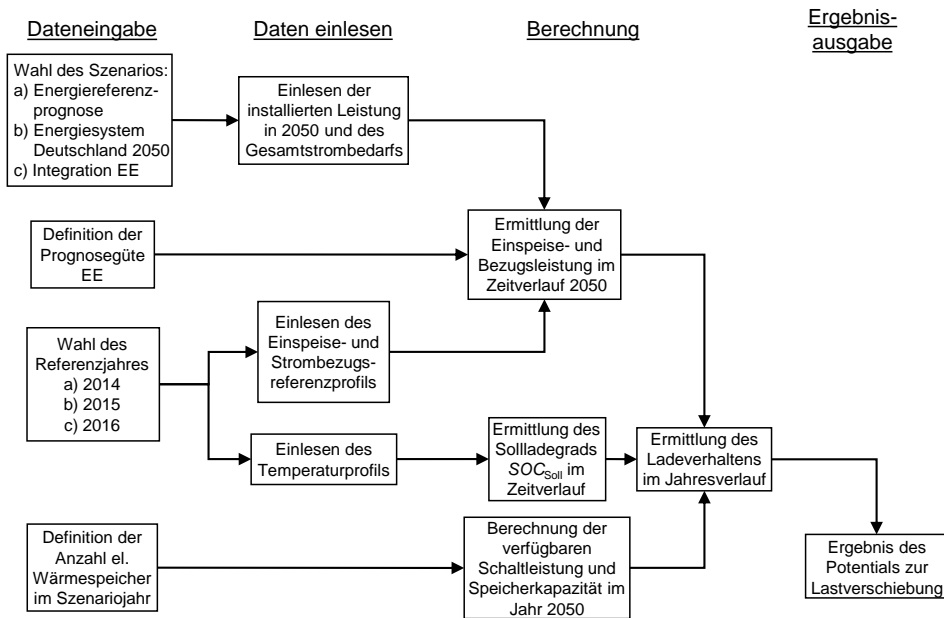 Dateneingabe
Daten einlesen
Berechnung
Ergebnis-
ausgabe
Wahl des Szenarios:
a) Energiereferenz-
prognose
b) Energiesystem
Deutschland 2050
c) Integration EE
Einlesen der
installierten Leistung
in 2050 und des
Gesamtstrombedarfs
Definition der
Prognosegüte
EE
Ermittlung der
Einspeise- und
Bezugsleistung im
Zeitverlauf 2050
Wahl des
Referenzjahres
a) 2014
b) 2015
c) 2016
Einlesen des
Einspeise- und
Strombezugs-
referenzprofils
Einlesen des
Temperaturprofils
Ermittlung des
Sollladegrads
SOCSoll im
Zeitverlauf
Ermittlung des
Ladeverhaltens
im Jahresverlauf
Definition der
Anzahl el.
Wärmespeicher
im Szenariojahr
Berechnung der
verfügbaren
Schaltleistung und
Speicherkapazität im
Jahr 2050
Ergebnis des
Potentials zur
Lastverschiebung